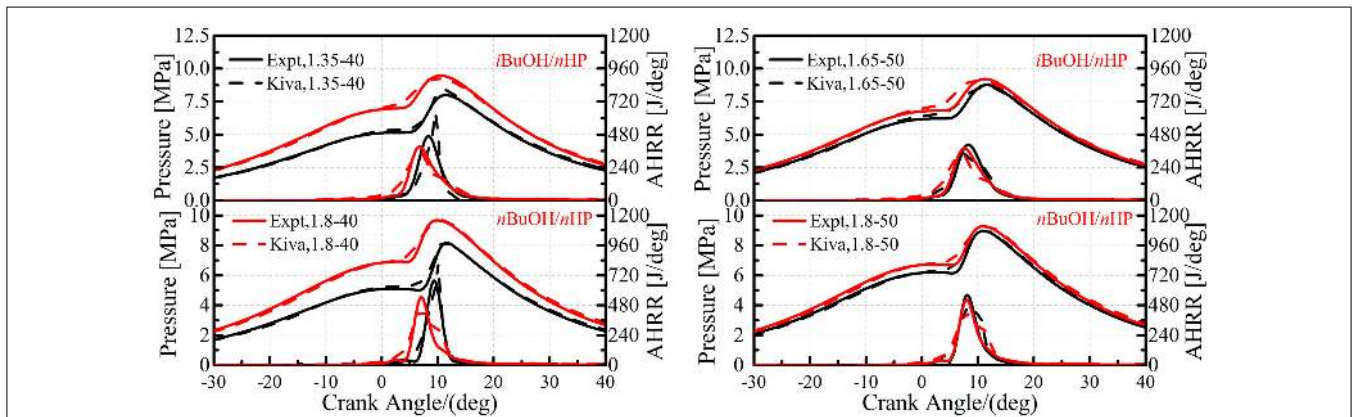 12.5
10.0
7.5
5.0
2.5
0.0
Pressure [MPa]
Expt,1.35-40
Kiva,1.35-40
iBuOH/nHP
1200
960
720
480
240
0
AHRR [J/deg]
10
8
6
4
2
0
Pressure [MPa]
Expt,1.8-40
Kiva,1.8-40
nBuOH/nHP
1200
960
720
480
240
0
AHRR [J/deg]
-30 -20 -10 0 10 20 30 40
Crank Angle/(deg)
12.5
10.0
7.5
5.0
2.5
0.0
Pressure [MPa]
Expt,1.65-50
Kiva,1.65-50
iBuOH/nHP
1200
960
720
480
240
0
AHRR [J/deg]
10
8
6
4
2
0
Pressure [MPa]
Expt,1.8-50
Kiva,1.8-50
nBuOH/nHP
1200
960
720
480
240
0
AHRR [J/deg]
-30 -20 -10 0 10 20 30 40
Crank Angle/(deg)